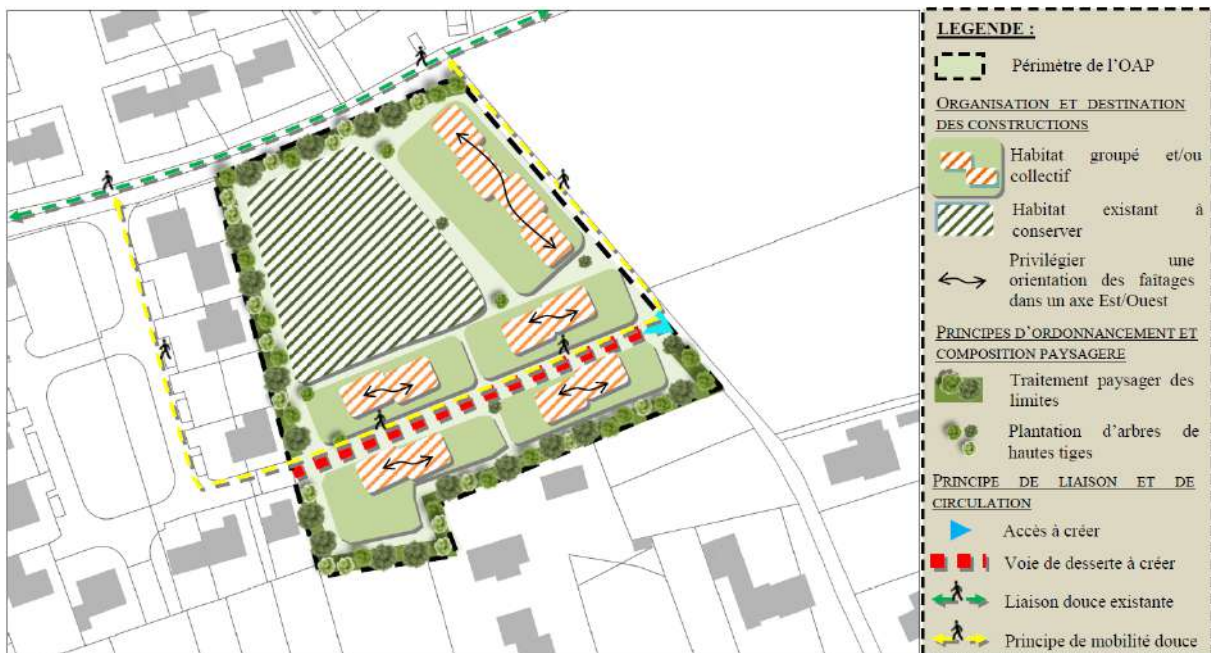 LEGENDE :
Périmètre de l'OAP
ORGANISATION ET DESTINATION
DES CONSTRUCTIONS
Habitat groupé et/ou
collectif
Habitat existant à
conserver
Privilégier une
orientation des faîtages
dans un axe Est/Ouest
PRINCIPES D'ORDONNANCEMENT ET
COMPOSITION PAYSAGERE
Traitement paysager des
limites
Plantation d'arbres de
hautes tiges
PRINCIPE DE LIAISON ET DE
CIRCULATION
Accès à créer
Voie de desserte à créer
Liaison douce existante
Principe de mobilité douce